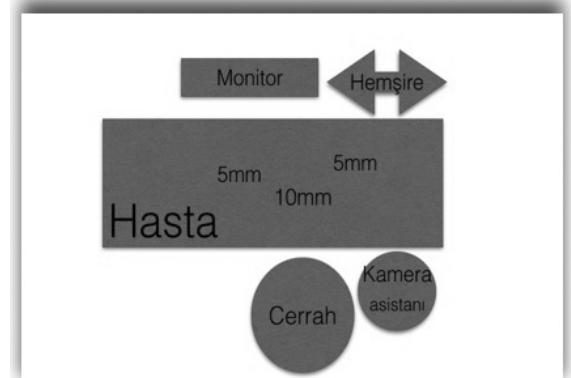 Monitor
Hemşire
5mm
5mm
10mm
Hasta
Kamera
asistanı
Cerrah